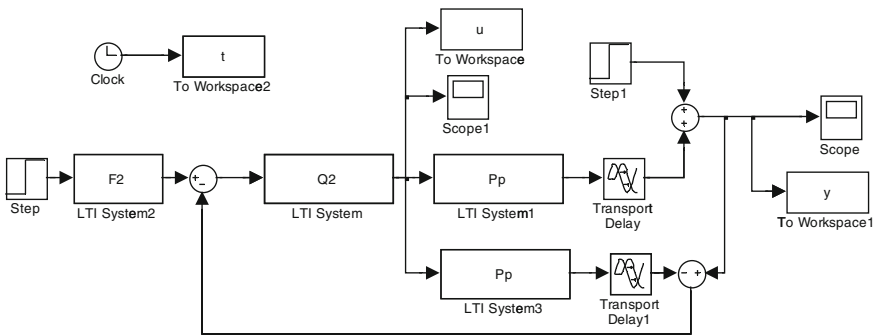 t
Clock
To Workspace2
u
To Workspace
Scope1
Step1
+
+
Scope
Step
F2
LTI System2
+
−
Q2
LTI System
Pp
LTI System1
Transport
Delay
y
To Workspace1
Pp
LTI System3
Transport
Delay1
− +